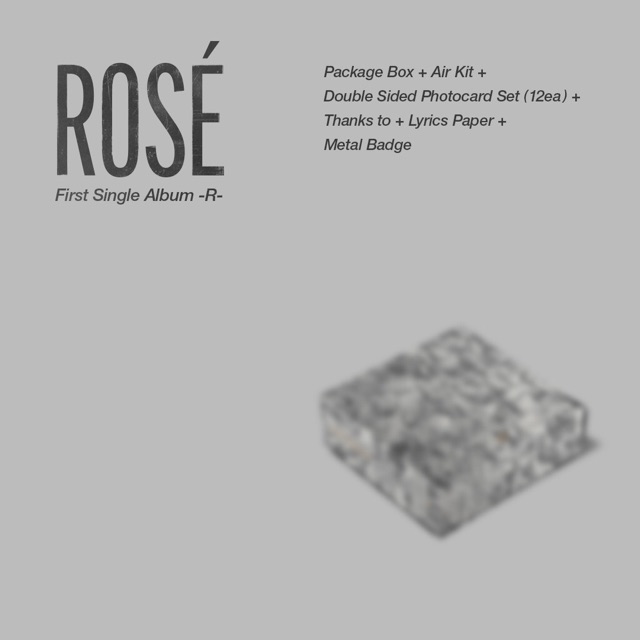 ROSÉ
First Single Album -R-
Package Box + Air Kit +
Double Sided Photocard Set (12ea) +
Thanks to + Lyrics Paper +
Metal Badge